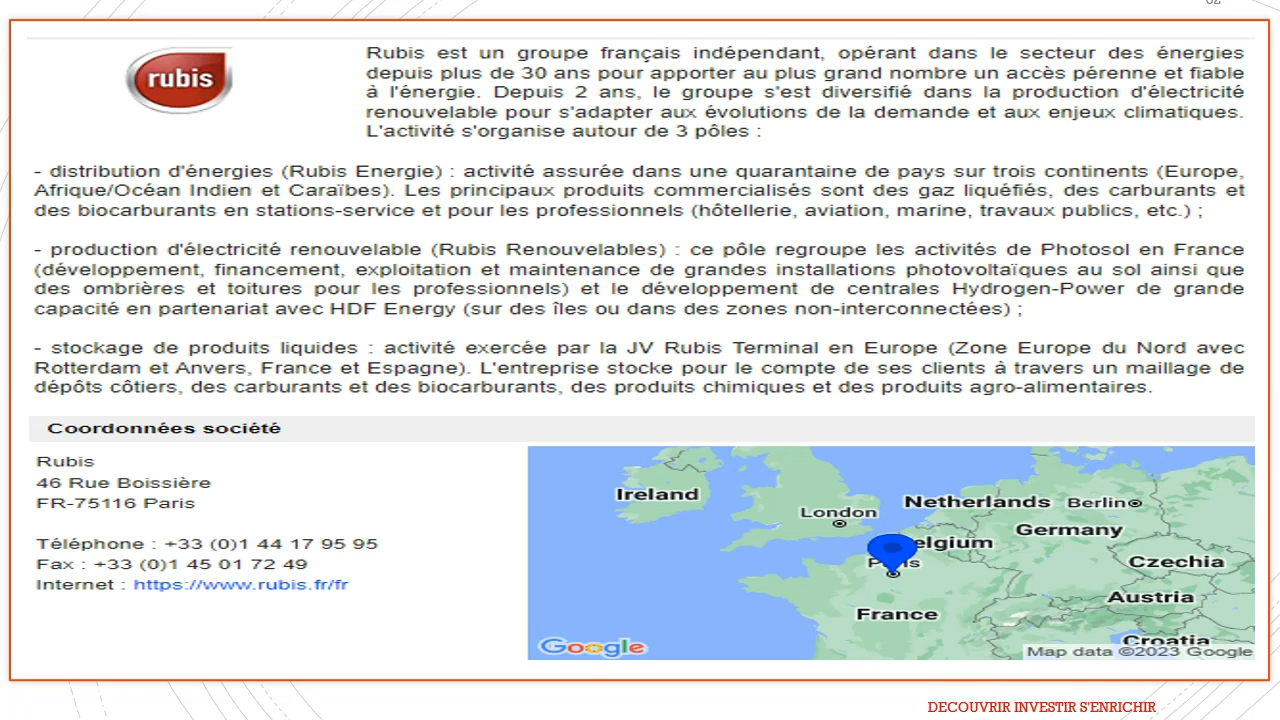 rubis
Rubis est un groupe français indépendant, opérant dans le secteur des énergies
depuis plus de 30 ans pour apporter au plus grand nombre un accès pérenne et fiable
à l'énergie. Depuis 2 ans, le groupe s'est diversifié dans la production d'électricité
renouvelable pour s'adapter aux évolutions de la demande et aux enjeux climatiques.
L'activité s'organise autour de 3 pôles :
- distribution d'énergies (Rubis Energie) : activité assurée dans une quarantaine de pays sur trois continents (Europe,
Afrique/Océan Indien et Caraïbes). Les principaux produits commercialisés sont des gaz liquéfiés, des carburants et
des biocarburants en stations-service et pour les professionnels (hôtellerie, aviation, marine, travaux publics, etc.) ;
- production d'électricité renouvelable (Rubis Renouvelables) : ce pôle regroupe les activités de Photosol en France
(développement, financement, exploitation et maintenance de grandes installations photovoltaïques au sol ainsi que
des ombrières et toitures pour les professionnels) et le développement de centrales Hydrogen-Power de grande
capacité en partenariat avec HDF Energy (sur des îles ou dans des zones non-interconnectées) ;
- stockage de produits liquides : activité exercée par la JV Rubis Terminal en Europe (Zone Europe du Nord avec
Rotterdam et Anvers, France et Espagne). L'entreprise stocke pour le compte de ses clients à travers un maillage de
dépôts côtiers, des carburants et des biocarburants, des produits chimiques et des produits agro-alimentaires.
Coordonnées société
Rubis
46 Rue Boissière
FR-75116 Paris
Téléphone : +33 (0)1 44 17 95 95
Fax : +33 (0)1 45 01 72 49
Internet : https://www.rubis.fr/fr
Ireland
London
Netherlands
Berlin
Germany
elgium
Czechia
Austria
France
Croatia
Google
Map data ©2023 Google
DECOUVRIR INVESTIR S'ENRICHIR